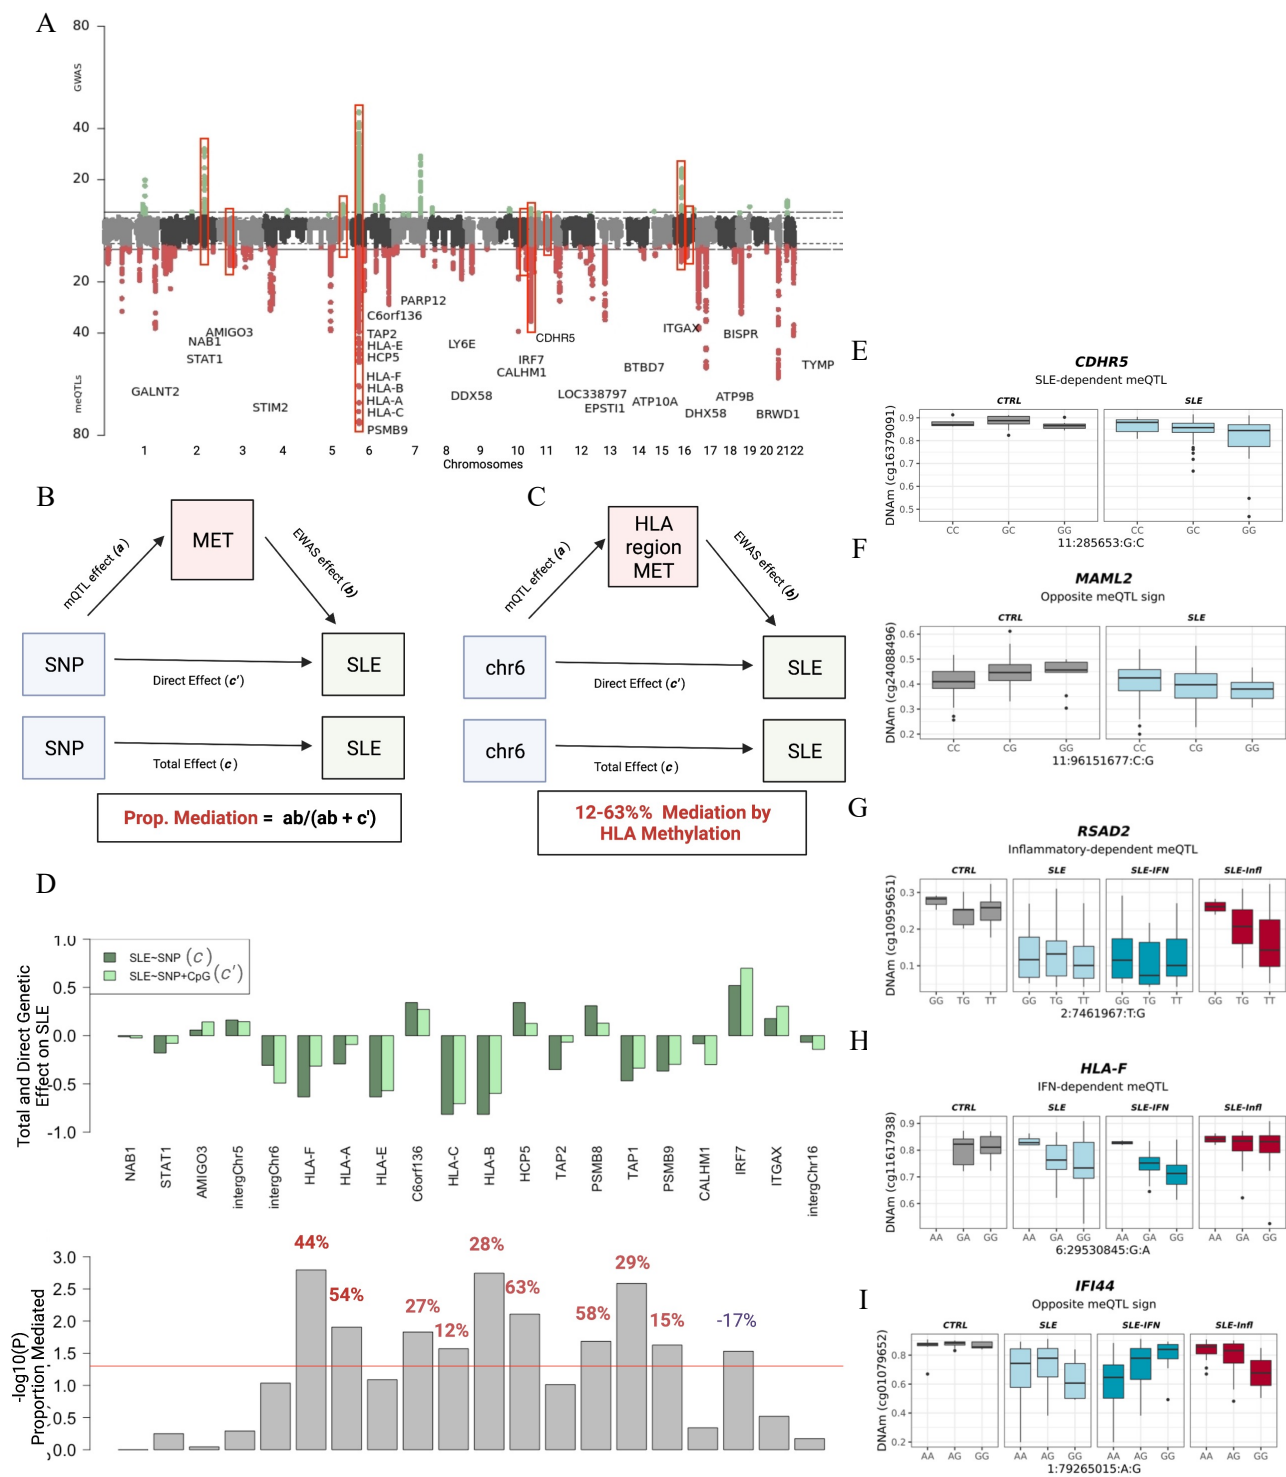 A
80
GWAS
40
20
20
40
meQTLs
80
PARP12
C6orf136
AMIGO3
NAB1
TAP2
HLA-E
HCP5
STAT1
LY6E
CDHR5
IRF7
CALHM1
ITGAX
BISPR
BTBD7
TYMP
GALNT2
STIM2
HLA-F
HLA-B
HLA-A
HLA-C
PSMB9
DDX58
LOC338797
EPSTI1
ATP10A
ATP9B
DHX58
BRWD1
1 2 3 4 5 6 7 8 9 10 11 12 13 14 15 16 17 18 19 20 21 22
Chromosomes
B
MET
mQTL effect (a)
EWAS effect (b)
SNP
SLE
Direct Effect (c')
SNP
SLE
Total Effect (c)
Prop. Mediation = ab/(ab + c')
C
HLA
region
MET
mQTL effect (a)
EWAS effect (b)
chr6
SLE
Direct Effect (c')
chr6
SLE
Total Effect (c)
12-63%% Mediation by
HLA Methylation
D
Total and Direct Genetic
Effect on SLE
1.0
0.5
0.0
-0.5
-1.0
SLE~SNP (c)
SLE~SNP+CpG (c')
NAB1
STAT1
AMIGO3
intergChr5
intergChr6
HLA-F
HLA-A
HLA-E
C6orf136
HLA-C
HLA-B
HCP5
TAP2
PSMB8
TAP1
PSMB9
CALHM1
IRF7
ITGAX
intergChr16
-log10(P)
Proportion Mediated
3.0
2.5
2.0
1.5
1.0
0.5
0.0
44%
54%
27%
12%
28%
63%
58%
29%
15%
-17%
E
CDHR5
SLE-dependent meQTL
CTRL SLE
DNAm (cg16379091)
0.9
0.8
0.7
0.6
0.5
CC GC GG CC GC GG
11:285653:G:C
F
MAML2
Opposite meQTL sign
CTRL SLE
DNAm (cg24088496)
0.6
0.5
0.4
0.3
0.2
CC CG GG CC CG GG
11:96151677:C:G
G
RSAD2
Inflammatory-dependent meQTL
CTRL SLE SLE-IFN SLE-Infl
DNAm (cg10959651)
0.3
0.2
0.1
GG TG TT GG TG TT GG TG TT GG TG TT
2:7461967:T:G
H
HLA-F
IFN-dependent meQTL
CTRL SLE SLE-IFN SLE-Infl
DNAm (cg11617938)
0.9
0.8
0.7
0.6
AA GA GG AA GA GG AA GA GG AA GA GG
6:29530845:G:A
I
IFI44
Opposite meQTL sign
CTRL SLE SLE-IFN SLE-Infl
DNAm (cg01079652)
0.8
0.6
0.4
0.2
AA AG GG AA AG GG AA AG GG AA AG GG
1:79265015:A:G